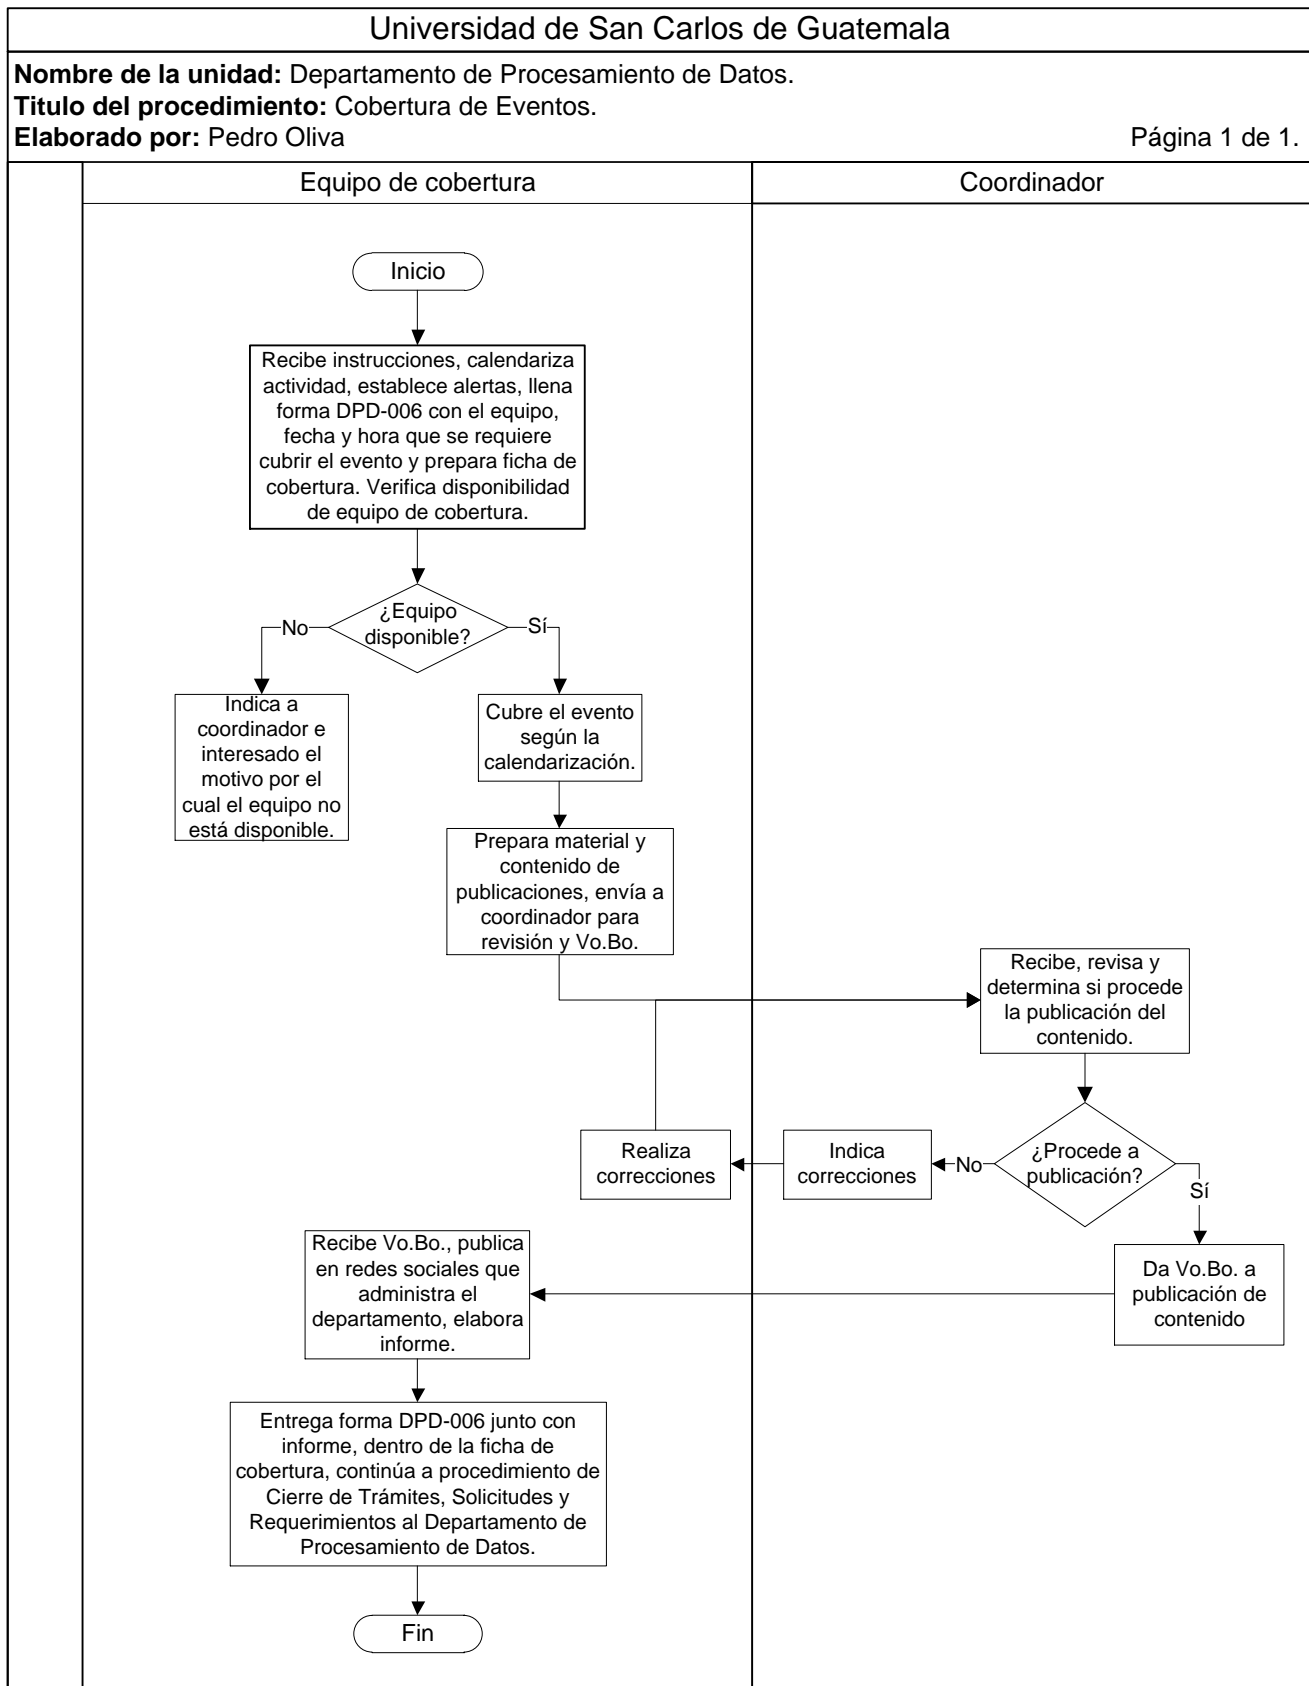 Universidad de San Carlos de Guatemala
Nombre de la unidad: Departamento de Procesamiento de Datos.
Titulo del procedimiento: Cobertura de Eventos.
Elaborado por: Pedro Oliva
Página 1 de 1.
Equipo de cobertura
Coordinador
Inicio
Recibe instrucciones, calendariza
actividad, establece alertas, llena
forma DPD-006 con el equipo,
fecha y hora que se requiere
cubrir el evento y prepara ficha de
cobertura. Verifica disponibilidad
de equipo de cobertura.
¿Equipo
disponible?
No
Sí
Indica a
coordinador e
interesado el
motivo por el
cual el equipo no
está disponible.
Cubre el evento
según la
calendarización.
Prepara material y
contenido de
publicaciones, envía a
coordinador para
revisión y Vo.Bo.
Recibe, revisa y
determina si procede
la publicación del
contenido.
¿Procede a
publicación?
No
Sí
Indica
correcciones
Realiza
correcciones
Da Vo.Bo. a
publicación de
contenido
Recibe Vo.Bo., publica
en redes sociales que
administra el
departamento, elabora
informe.
Entrega forma DPD-006 junto con
informe, dentro de la ficha de
cobertura, continúa a procedimiento de
Cierre de Trámites, Solicitudes y
Requerimientos al Departamento de
Procesamiento de Datos.
Fin